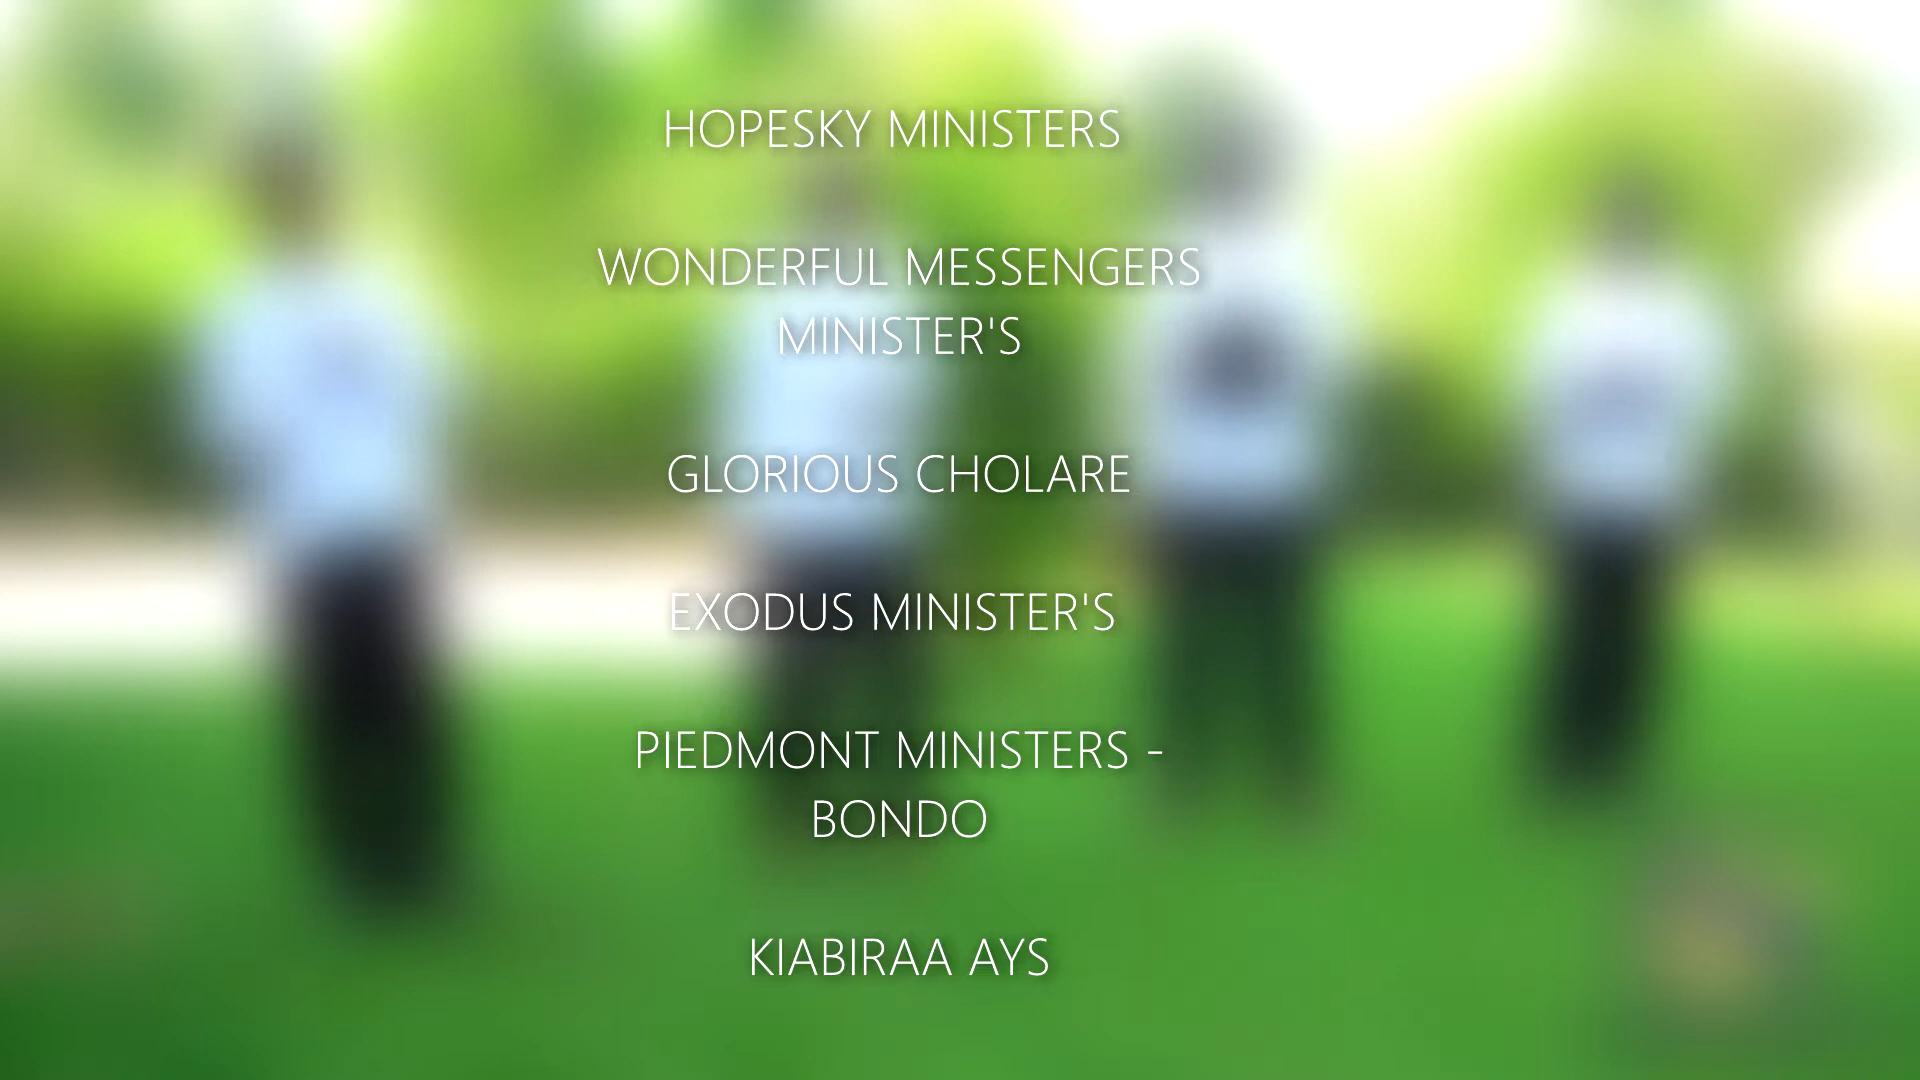 HOPESKY MINISTERS
WONDERFUL MESSENGERS
MINISTER'S
GLORIOUS CHOLARE
EXODUS MINISTER'S
PIEDMONT MINISTERS -
BONDO
KIABIRAA AYS